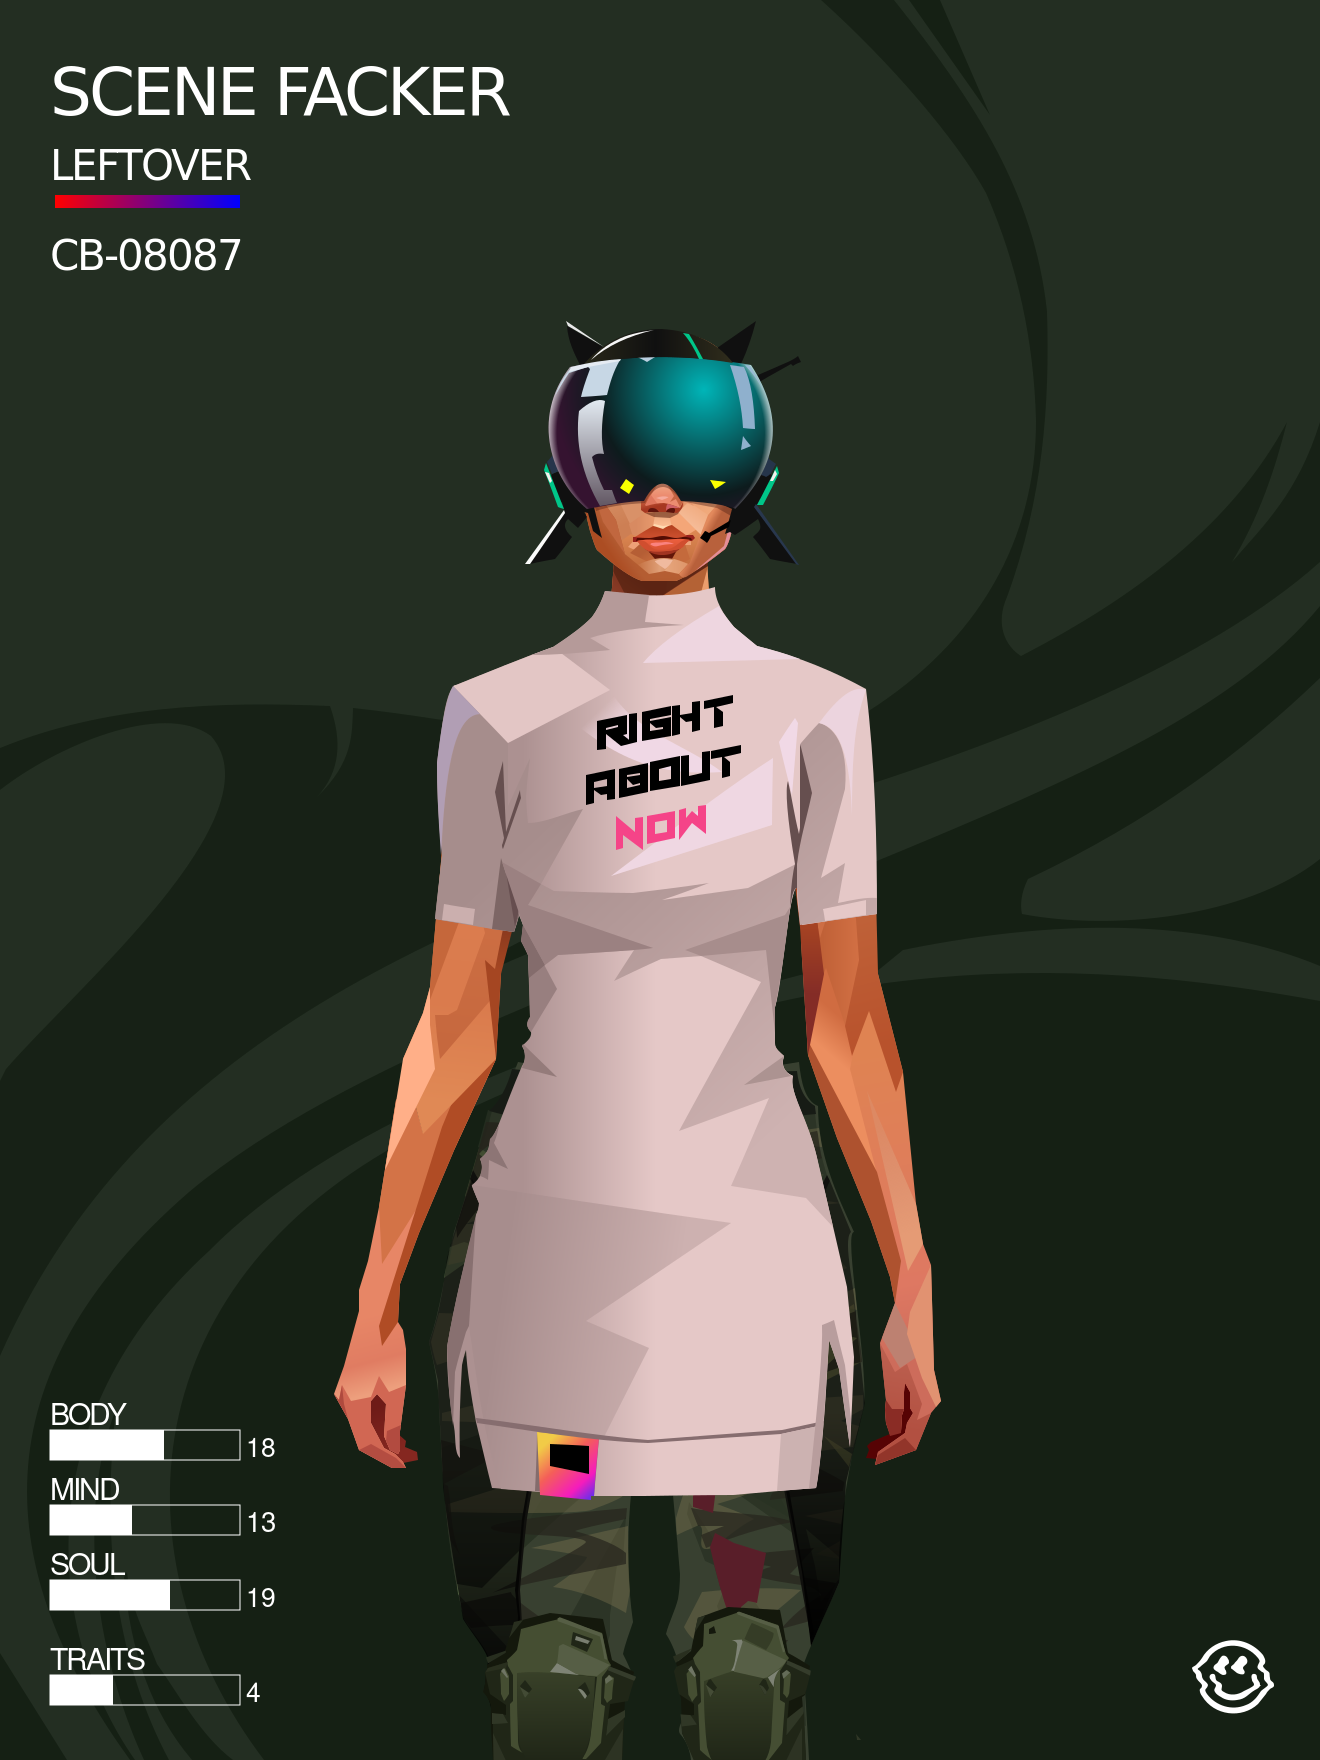 SCENE FACKER
LEFTOVER
CB-08087
RIGHT
ABOUT
NOW
BODY
18
MIND
13
SOUL
19
TRAITS
4